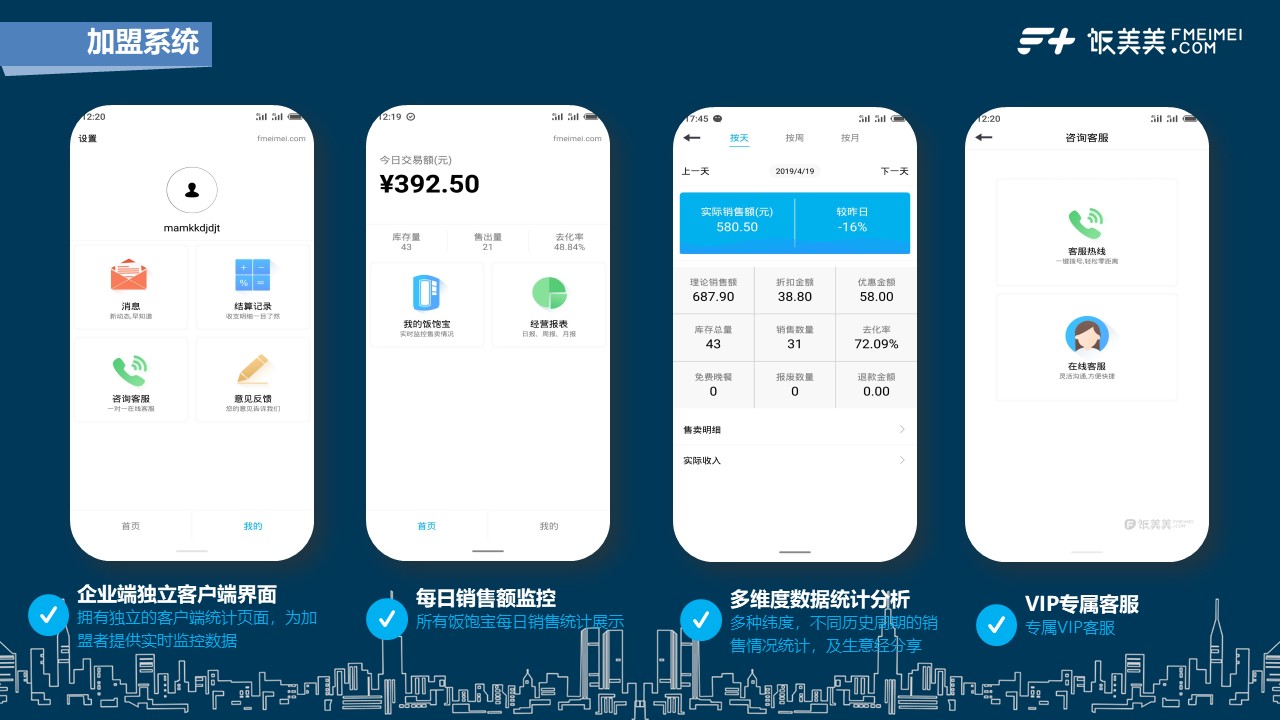 加盟系统
饭美美 FMEIMEI
.COM
12:20
设置 fmeimei.com
mamkkdjdjt
消息
新动态,早知道
结算记录
收支明细一目了然
咨询客服
一对一在线客服
意见反馈
您的意见告诉我们
首页 我的
12:19
fmeimei.com
今日交易额(元)
¥392.50
库存量 售出量 去化率
43 21 48.84%
我的饭饱宝
实时监控售卖情况
经营报表
日报、周报、月报
首页 我的
17:45
按天 按周 按月
上一天 2019/4/19 下一天
实际销售额(元) 较昨日
580.50 -16%
理论销售额 折扣金额 优惠金额
687.90 38.80 58.00
库存总量 销售数量 去化率
43 31 72.09%
免费晚餐 报废数量 退款金额
0 0 0.00
售卖明细
实际收入
12:20
咨询客服
客服热线
一键拨号,轻松零距离
在线客服
灵活沟通,方便快捷
饭美美 FMEIMEI
.COM
企业端独立客户端界面
拥有独立的客户端统计页面，为加
盟者提供实时监控数据
每日销售额监控
所有饭饱宝每日销售统计展示
多维度数据统计分析
多种纬度，不同历史周期的销
售情况统计，及生意经分享
VIP专属客服
专属VIP客服